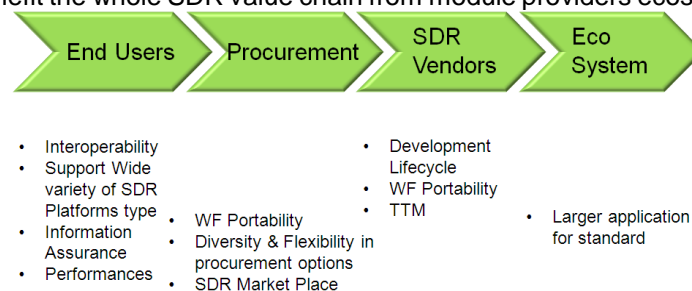 nefit the whole SDR value chain from module providers ecos
End Users
Procurement
SDR
Vendors
Eco
System
• Interoperability
• Support Wide
variety of SDR
Platforms type
• Information
Assurance
• Performances
• WF Portability
• Diversity & Flexibility in
procurement options
• SDR Market Place
• Development
Lifecycle
• WF Portability
• TTM
• Larger application
for standard